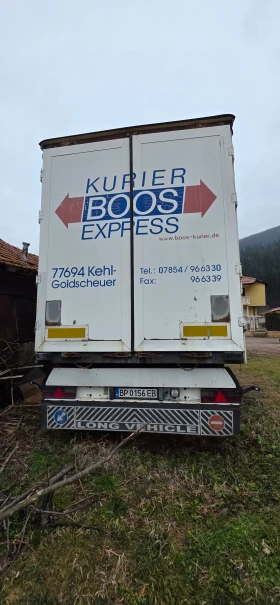 KURIER
BOOS
EXPRESS
www.boos-kurier.de
77694 Kehl-
Goldscheuer
Tel.: 07854 / 966330
Fax: 966339
BP 0156 EB
LONG VEHICLE